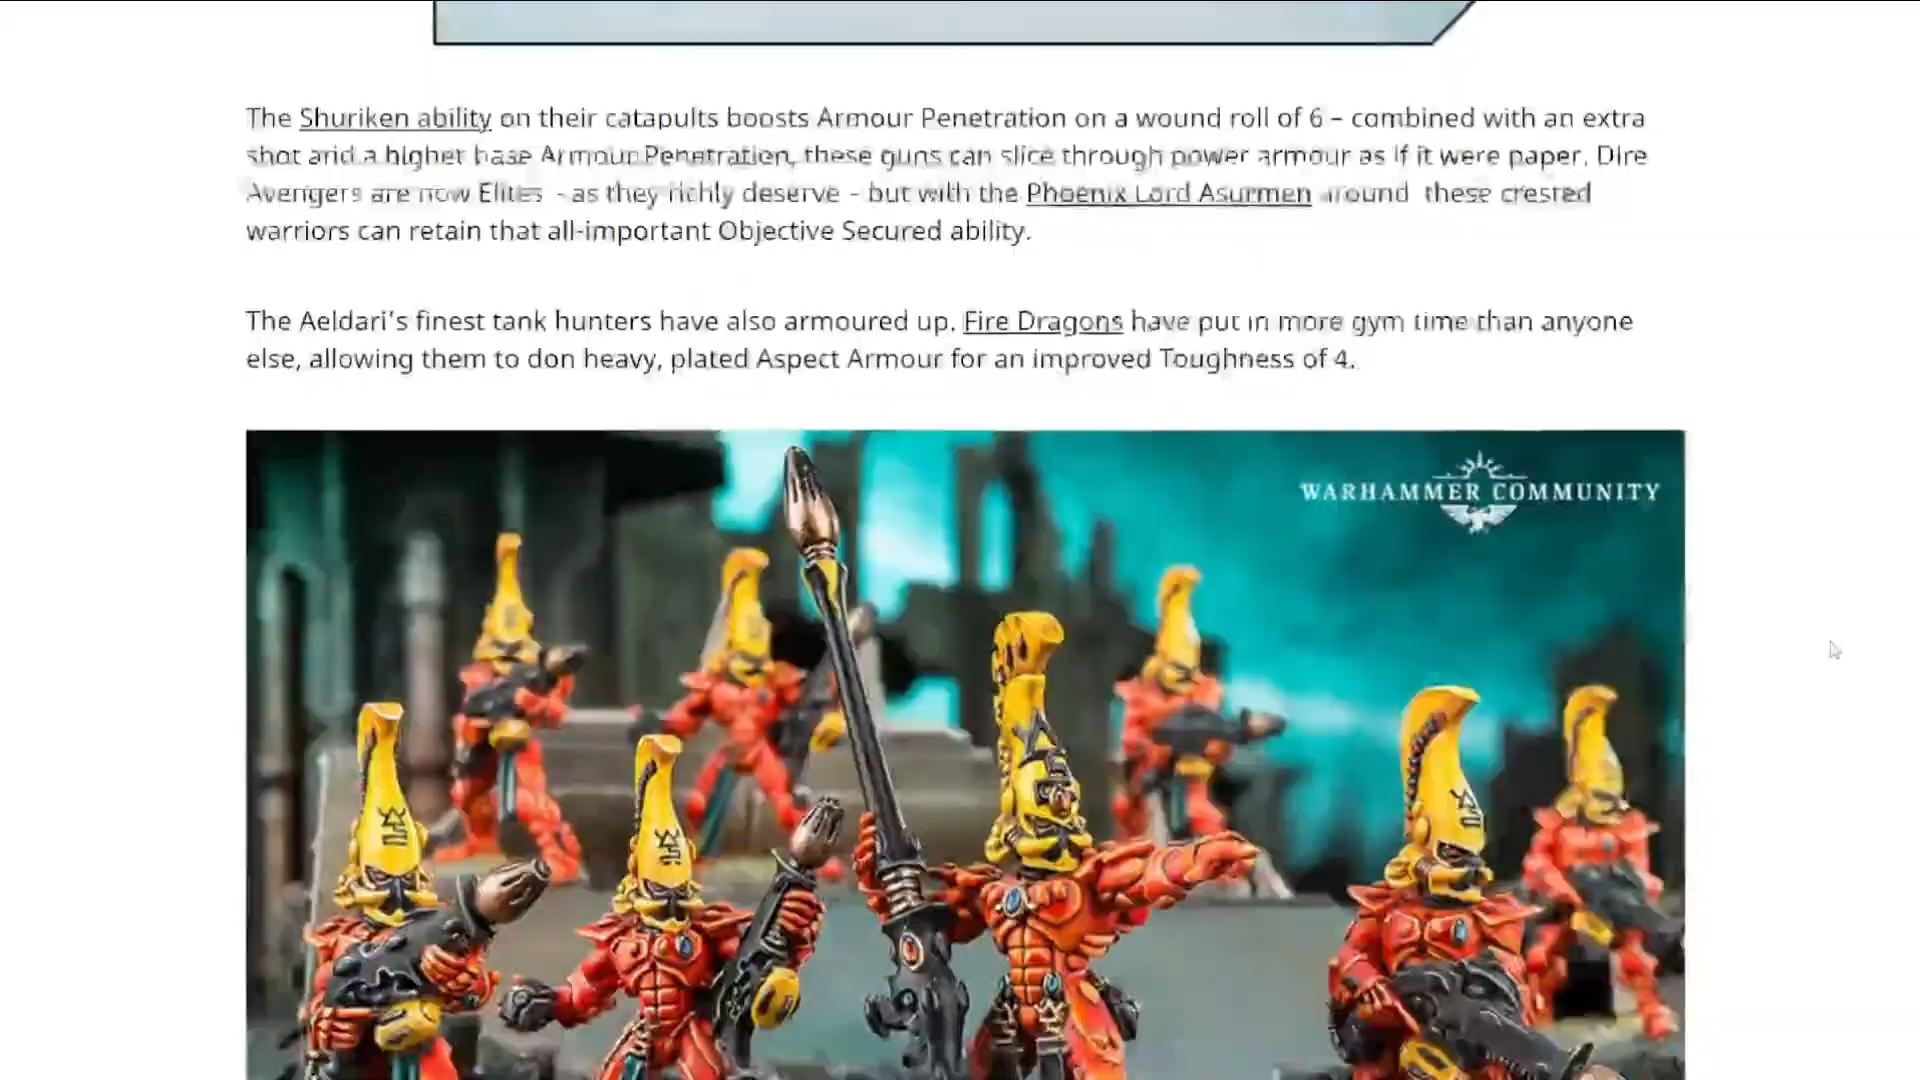 The Shuriken ability on their catapults boosts Armour Penetration on a wound roll of 6 – combined with an extra
shot and a higher base Armour Penetration, these guns can slice through power armour as if it were paper. Dire
Avengers are now Elites - as they richly deserve - but with the Phoenix Lord Asurmen around these crested
warriors can retain that all-important Objective Secured ability.
The Aeldari's finest tank hunters have also armoured up. Fire Dragons have put in more gym time than anyone
else, allowing them to don heavy, plated Aspect Armour for an improved Toughness of 4.
WARHAMMER COMMUNITY